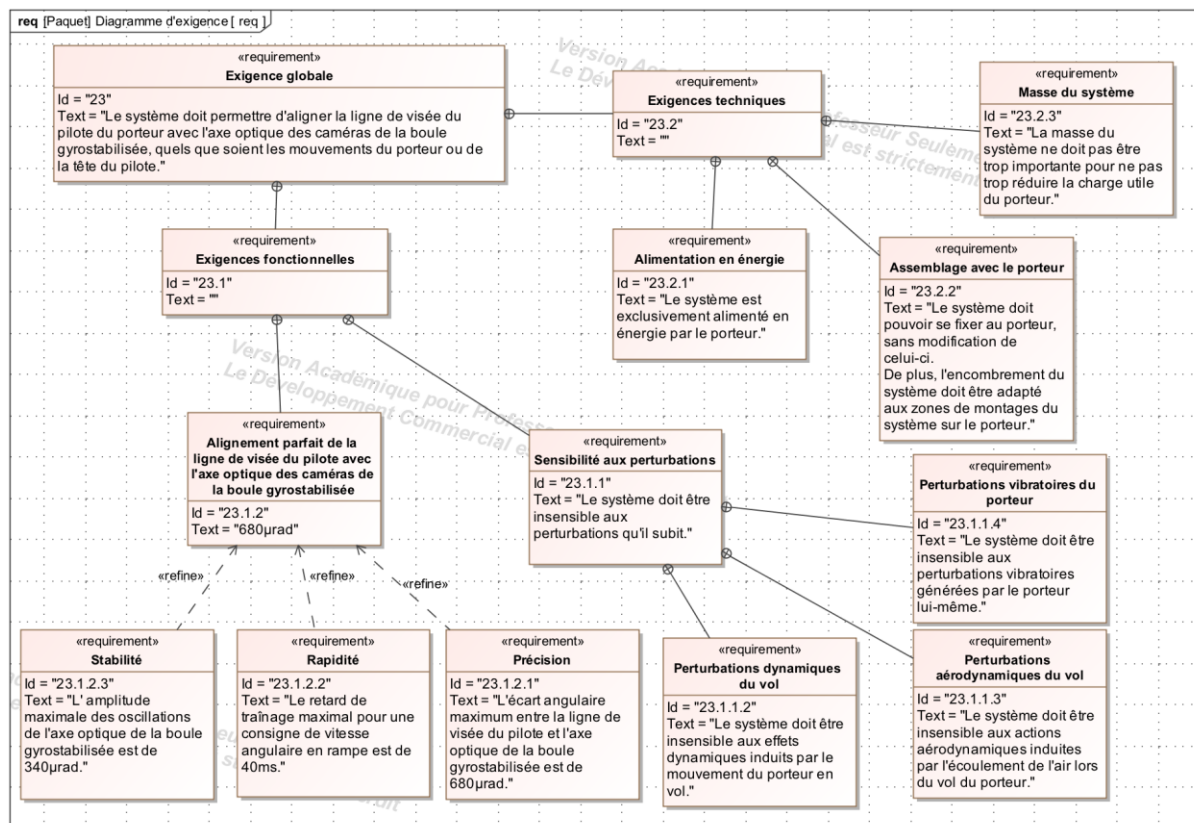 req [Paquet] Diagramme d'exigence [ req ]
«requirement»
Exigence globale
Id = "23"
Text = "Le système doit permettre d'aligner la ligne de visée du
pilote du porteur avec l'axe optique des caméras de la boule
gyrostabilisée, quels que soient les mouvements du porteur ou de
la tête du pilote."
«requirement»
Exigences techniques
Id = "23.2"
Text = ""
«requirement»
Masse du système
Id = "23.2.3"
Text = "La masse du
système ne doit pas être
trop importante pour ne pas
trop réduire la charge utile
du porteur."
«requirement»
Exigences fonctionnelles
Id = "23.1"
Text = ""
«requirement»
Alimentation en énergie
Id = "23.2.1"
Text = "Le système est
exclusivement alimenté en
énergie par le porteur."
«requirement»
Assemblage avec le porteur
Id = "23.2.2"
Text = "Le système doit
pouvoir se fixer au porteur,
sans modification de
celui-ci.
De plus, l'encombrement du
système doit être adapté
aux zones de montages du
système sur le porteur."
Version Académique pour Profess
Le Développement Commercial e
«requirement»
Alignement parfait de la
ligne de visée du pilote avec
l'axe optique des caméras de
la boule gyrostabilisée
Id = "23.1.2"
Text = "680µrad"
«requirement»
Sensibilité aux perturbations
Id = "23.1.1"
Text = "Le système doit être
insensible aux
perturbations qu'il subit."
«requirement»
Perturbations vibratoires du
porteur
Id = "23.1.1.4"
Text = "Le système doit être
insensible aux
perturbations vibratoires
générées par le porteur
lui-même."
«refine»
«refine»
«refine»
«requirement»
Stabilité
Id = "23.1.2.3"
Text = "L' amplitude
maximale des oscillations
de l'axe optique de la boule
gyrostabilisée est de
340µrad."
«requirement»
Rapidité
Id = "23.1.2.2"
Text = "Le retard de
traînage maximal pour une
consigne de vitesse
angulaire en rampe est de
40ms."
«requirement»
Précision
Id = "23.1.2.1"
Text = "L'écart angulaire
maximum entre la ligne de
visée du pilote et l'axe
optique de la boule
gyrostabilisée est de
680µrad."
«requirement»
Perturbations dynamiques
du vol
Id = "23.1.1.2"
Text = "Le système doit être
insensible aux effets
dynamiques induits par le
mouvement du porteur en
vol."
«requirement»
Perturbations
aérodynamiques du vol
Id = "23.1.1.3"
Text = "Le système doit être
insensible aux actions
aérodynamiques induites
par l'écoulement de l'air lors
du vol du porteur."